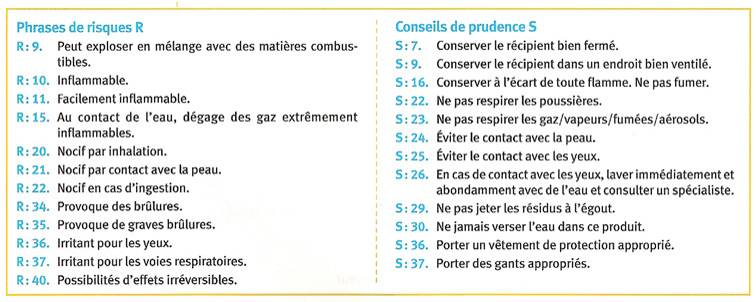 Phrases de risques R
R : 9. Peut exploser en mélange avec des matières combus-
tibles.
R : 10. Inflammable.
R : 11. Facilement inflammable.
R : 15. Au contact de l'eau, dégage des gaz extrêmement
inflammables.
R : 20. Nocif par inhalation.
R : 21. Nocif par contact avec la peau.
R : 22. Nocif en cas d'ingestion.
R : 34. Provoque des brûlures.
R : 35. Provoque de graves brûlures.
R : 36. Irritant pour les yeux.
R : 37. Irritant pour les voies respiratoires.
R : 40. Possibilités d'effets irréversibles.
Conseils de prudence S
S : 7. Conserver le récipient bien fermé.
S : 9. Conserver le récipient dans un endroit bien ventilé.
S : 16. Conserver à l'écart de toute flamme. Ne pas fumer.
S : 22. Ne pas respirer les poussières.
S : 23. Ne pas respirer les gaz/vapeurs/fumées/aérosols.
S : 24. Éviter le contact avec la peau.
S : 25. Éviter le contact avec les yeux.
S : 26. En cas de contact avec les yeux, laver immédiatement et
abondamment avec de l'eau et consulter un spécialiste.
S : 29. Ne pas jeter les résidus à l'égout.
S : 30. Ne jamais verser l'eau dans ce produit.
S : 36. Porter un vêtement de protection approprié.
S : 37. Porter des gants appropriés.